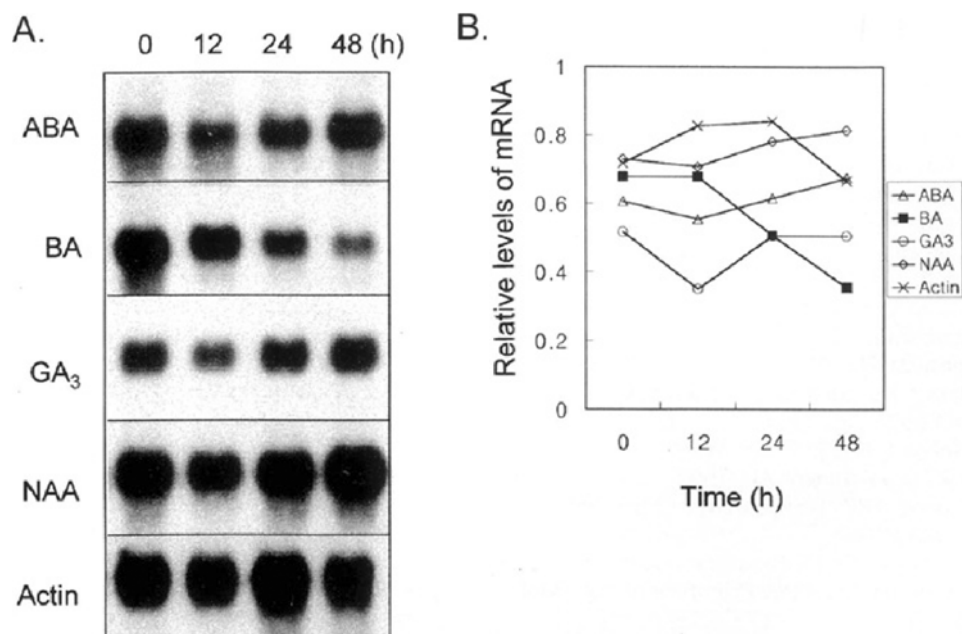 A.
0 12 24 48 (h)
ABA
BA
GA₃
NAA
Actin
B.
Relative levels of mRNA
1
0.8
0.6
0.4
0.2
0
0 12 24 48
Time (h)
ABA
BA
GA3
NAA
Actin